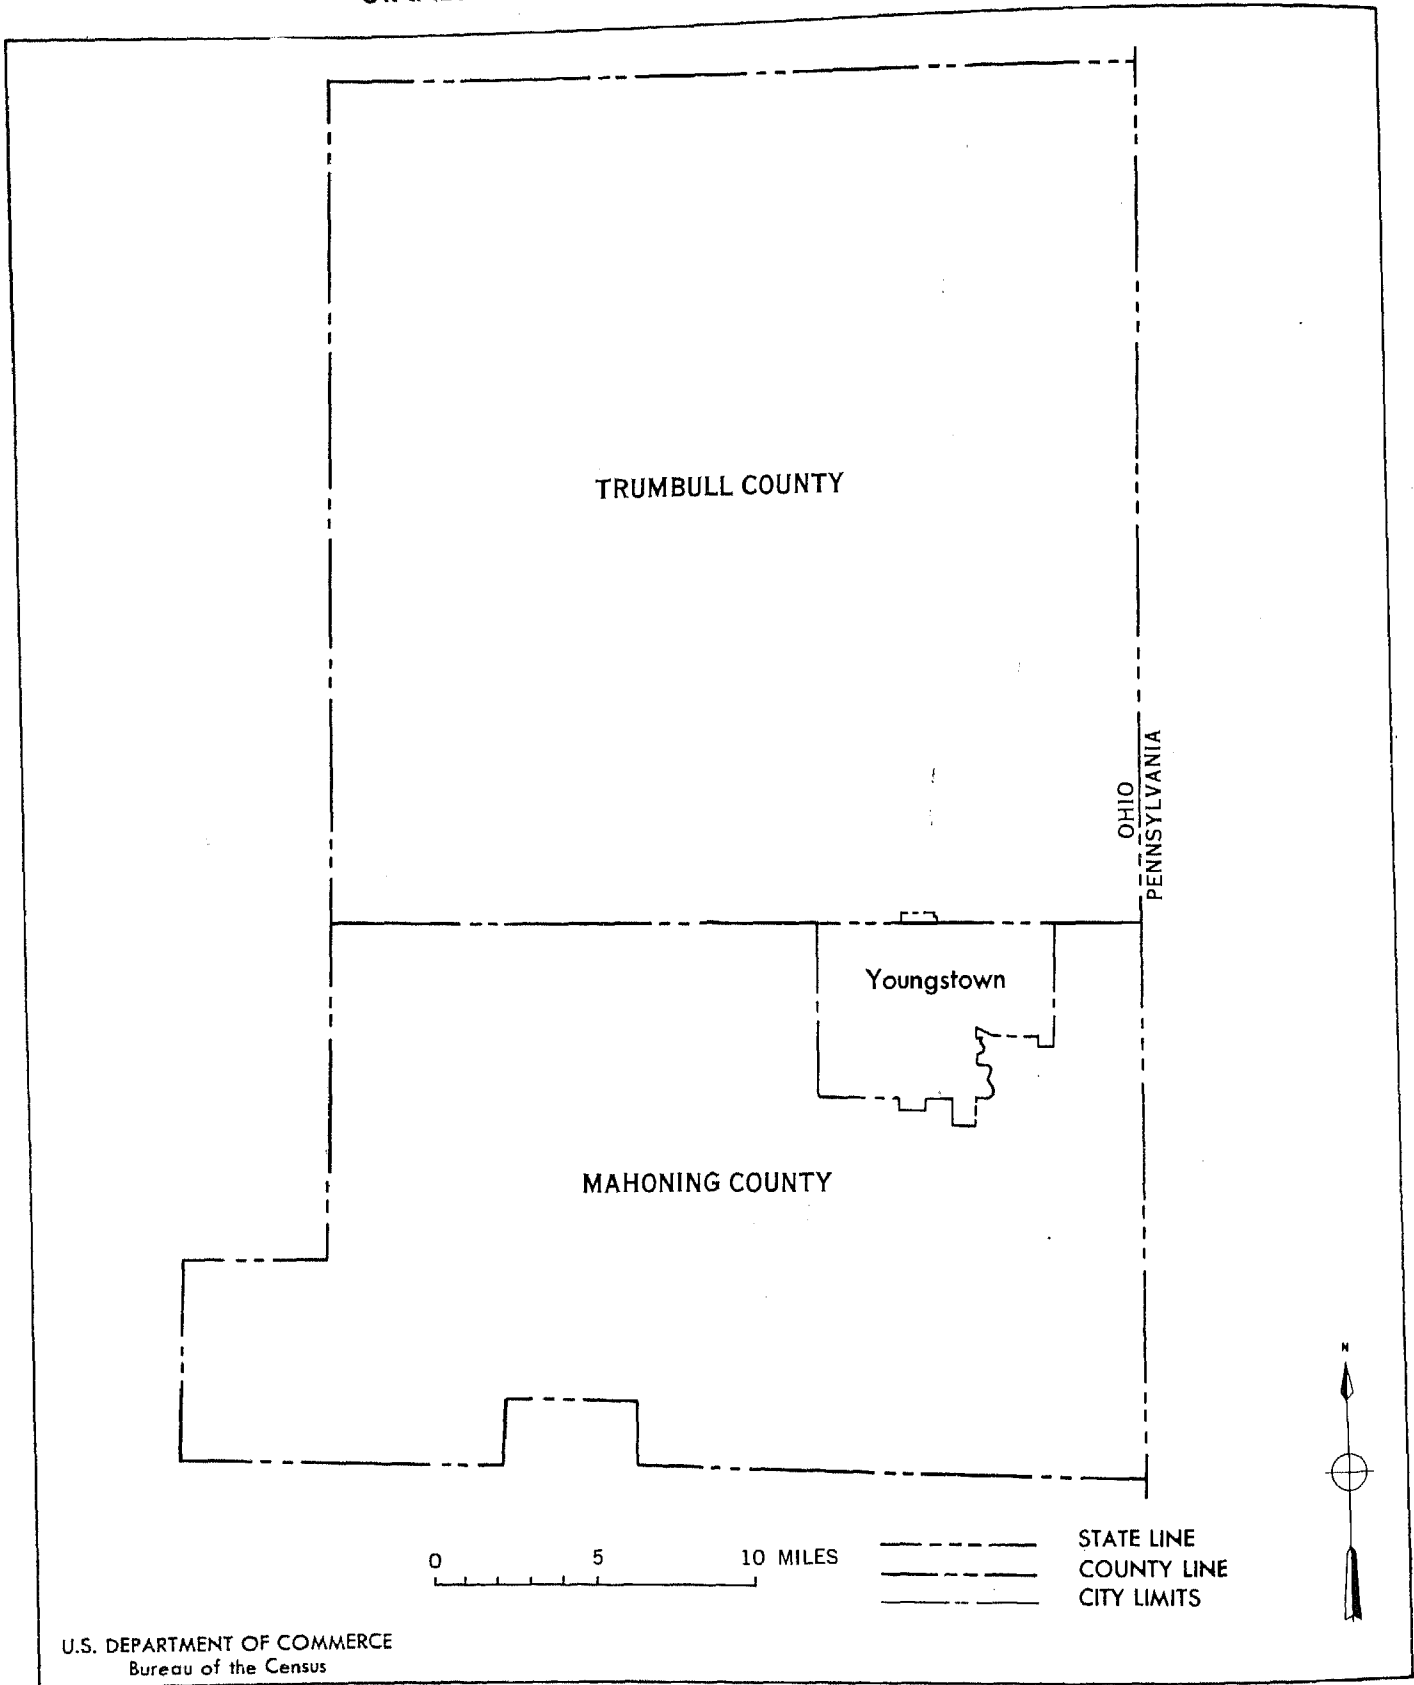 TRUMBULL COUNTY
OHIO
PENNSYLVANIA
Youngstown
MAHONING COUNTY
N
0 5 10 MILES
STATE LINE
COUNTY LINE
CITY LIMITS
U.S. DEPARTMENT OF COMMERCE
Bureau of the Census